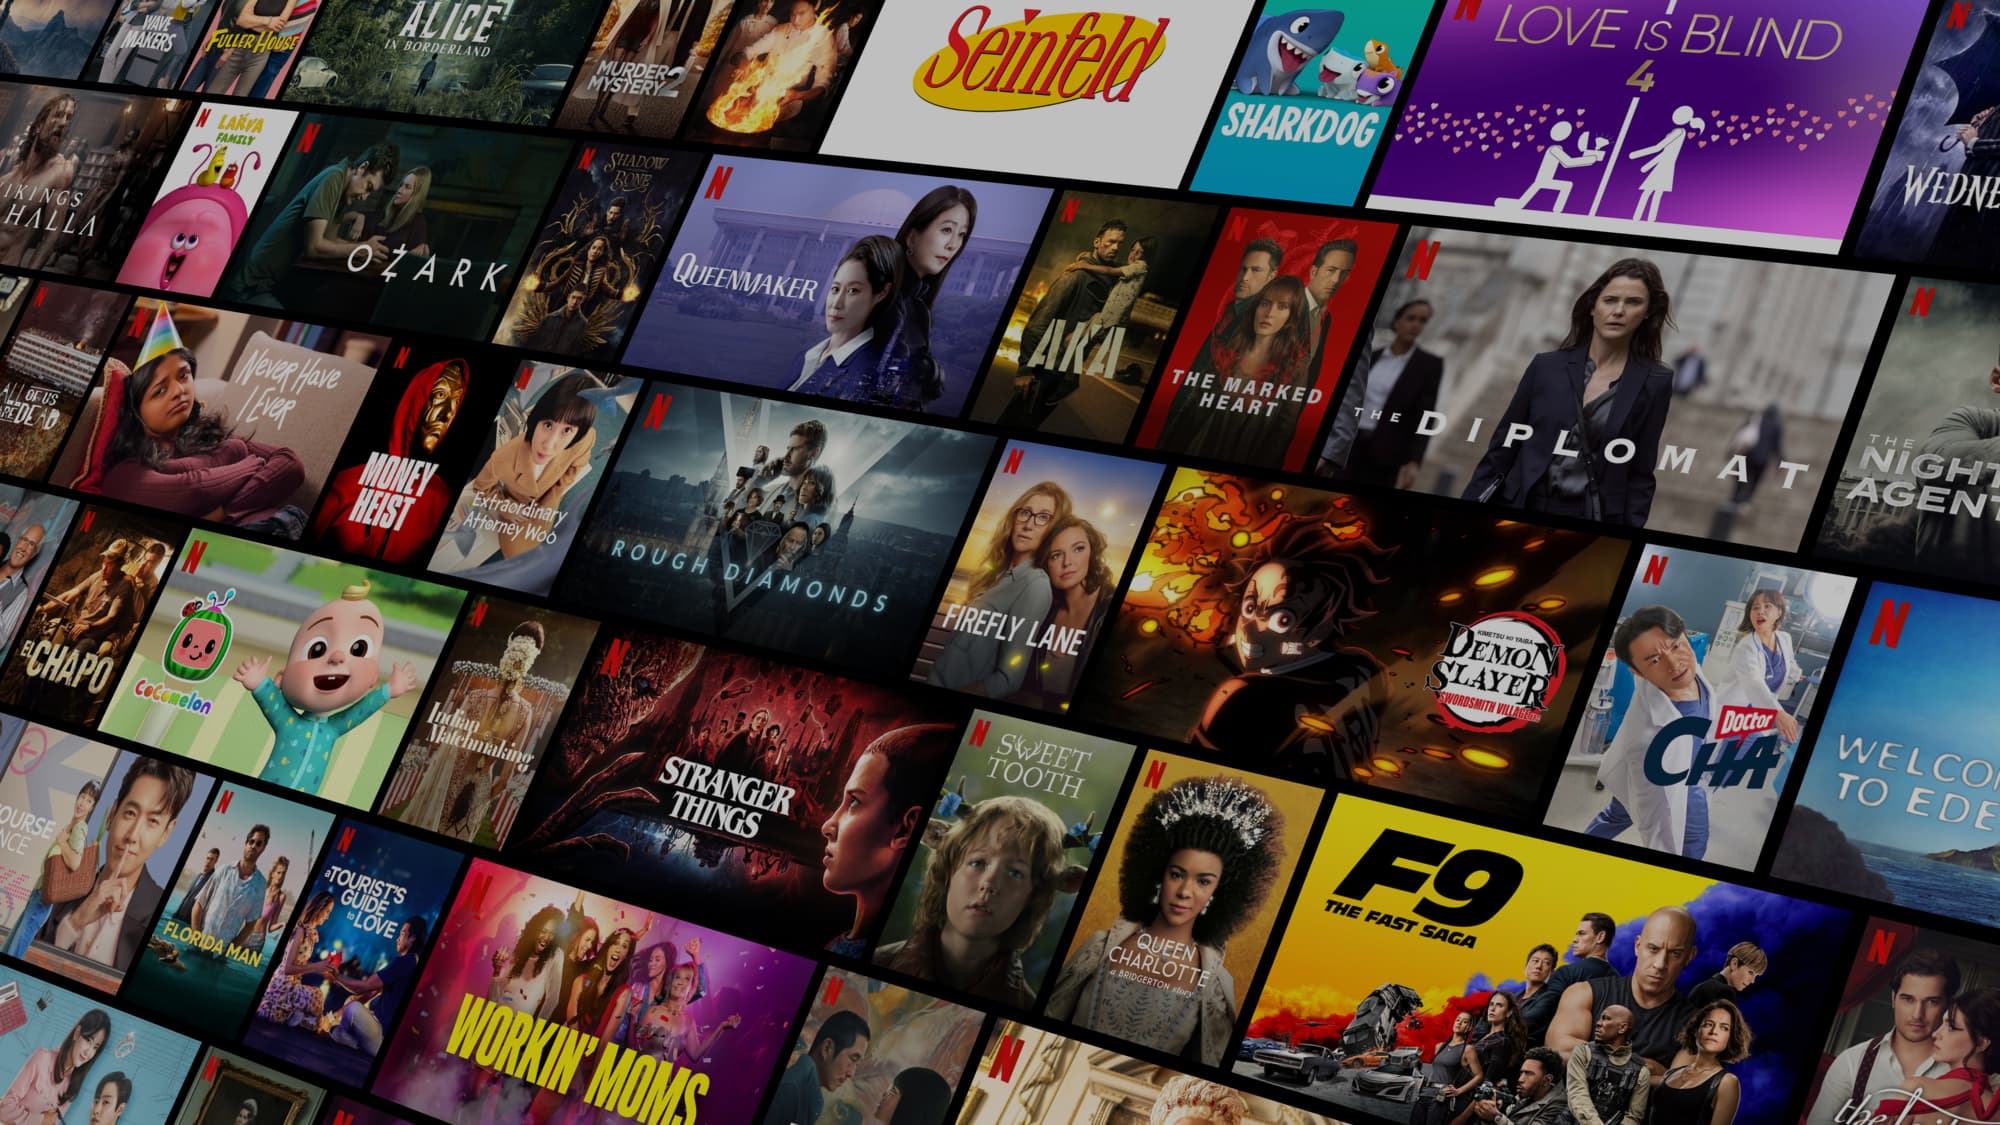 WAVE
MAKERS
FULLER HOUSE
ALICE
IN BORDERLAND
MURDER
MYSTERY 2
Seinfeld
SHARKDOG
LOVE IS BLIND
4
WEDNE
IKINGS
HALLA
LARVA
FAMILY
OZARK
SHADOW
BONE
QUEENMAKER
AKA
THE MARKED
HEART
THE DIPLOMAT
THE
NIGHT
AGENT
ALL OF US
ARE DEAD
NEVER HAVE
I EVER
MONEY
HEIST
Extraordinary
Attorney Woo
ROUGH DIAMONDS
FIREFLY LANE
KIMETSU NO YAIBA
DEMON
SLAYER
SWORDSMITH VILLAGE
Doctor
CHA
WELCO
TO EDE
EL CHAPO
CoComelon
Indian
Matchmaking
STRANGER
THINGS
SWEET
TOOTH
QUEEN
CHARLOTTE
a BRIDGERTON story
F9
THE FAST SAGA
OURSE
NCE
FLORIDA MAN
a TOURIST'S
GUIDE
to LOVE
WORKIN' MOMS
the